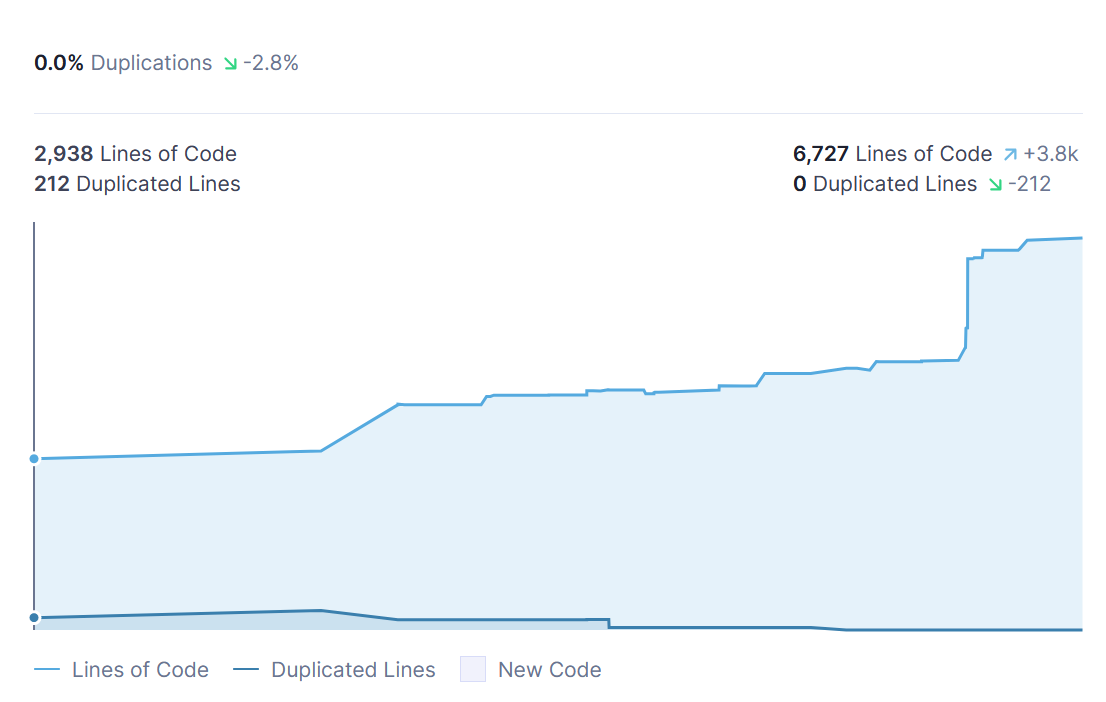 0.0% Duplications -2.8%
2,938 Lines of Code
212 Duplicated Lines
6,727 Lines of Code +3.8k
0 Duplicated Lines -212
Lines of Code Duplicated Lines New Code